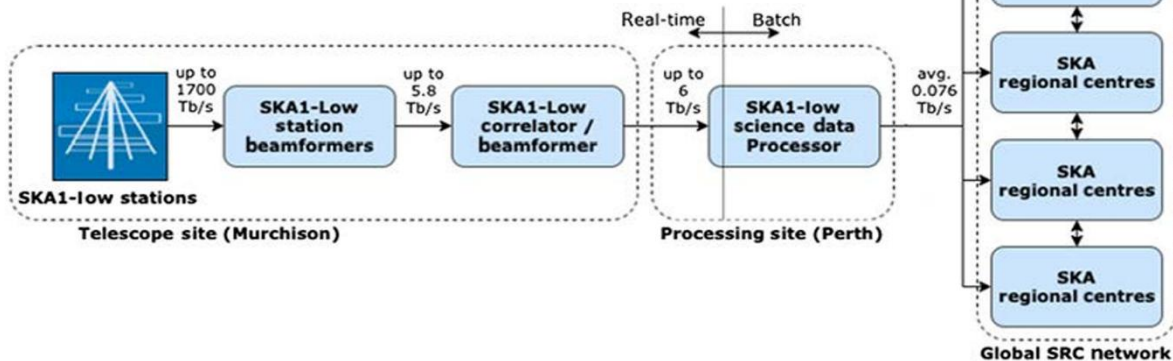 Real-time
Batch
up to
1700
Tb/s
SKA1-Low
station
beamformers
up to
5.8
Tb/s
SKA1-Low
correlator /
beamformer
up to
6
Tb/s
SKA1-low
science data
Processor
avg.
0.076
Tb/s
SKA
regional centres
SKA
regional centres
SKA
regional centres
SKA1-low stations
Telescope site (Murchison)
Processing site (Perth)
Global SRC network